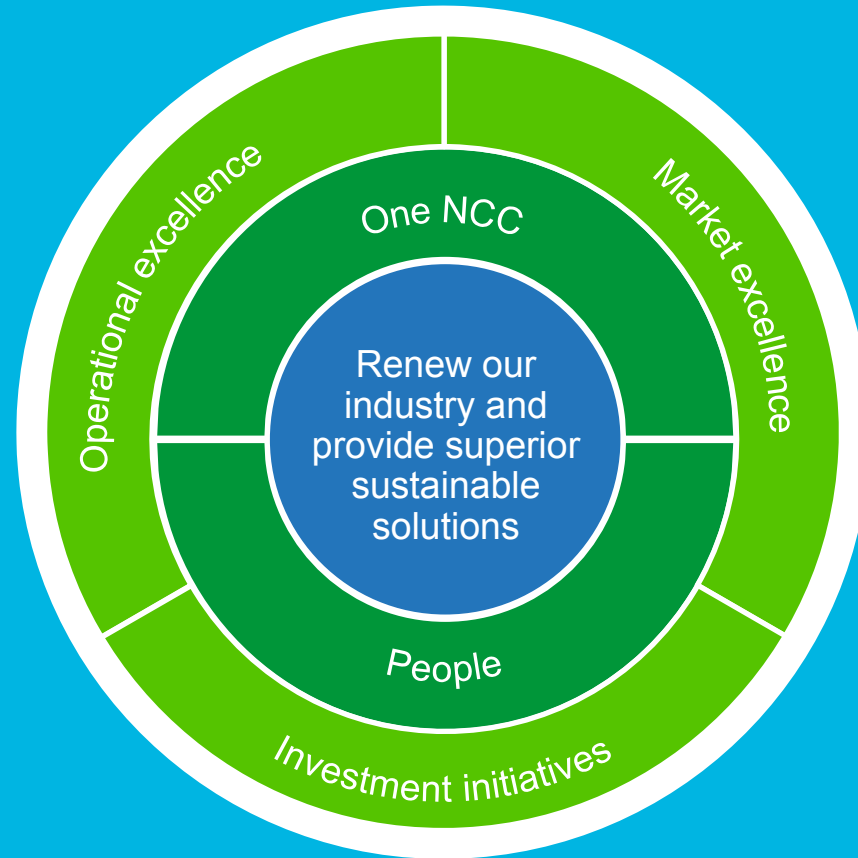 Operational excellence
Market excellence
One NCC
Renew our
industry and
provide superior
sustainable
solutions
People
Investment initiatives